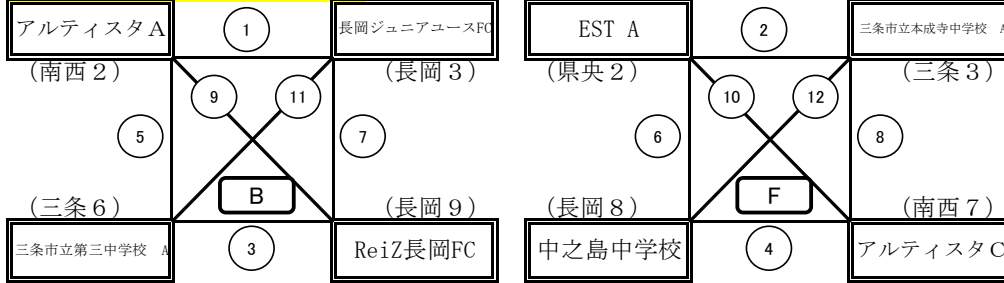 アルティスタA ① 長岡ジュニアユースFC EST A ② 三条市立本成寺中学校 A
(南西2) (長岡3) (県央2) (三条3)
⑨ ⑪ ⑩ ⑫
⑤ ⑦ ⑥ ⑧
B F
(三条6) (長岡9) (長岡8) (南西7)
三条市立第三中学校 A ③ ReiZ長岡FC 中之島中学校 ④ アルティスタC